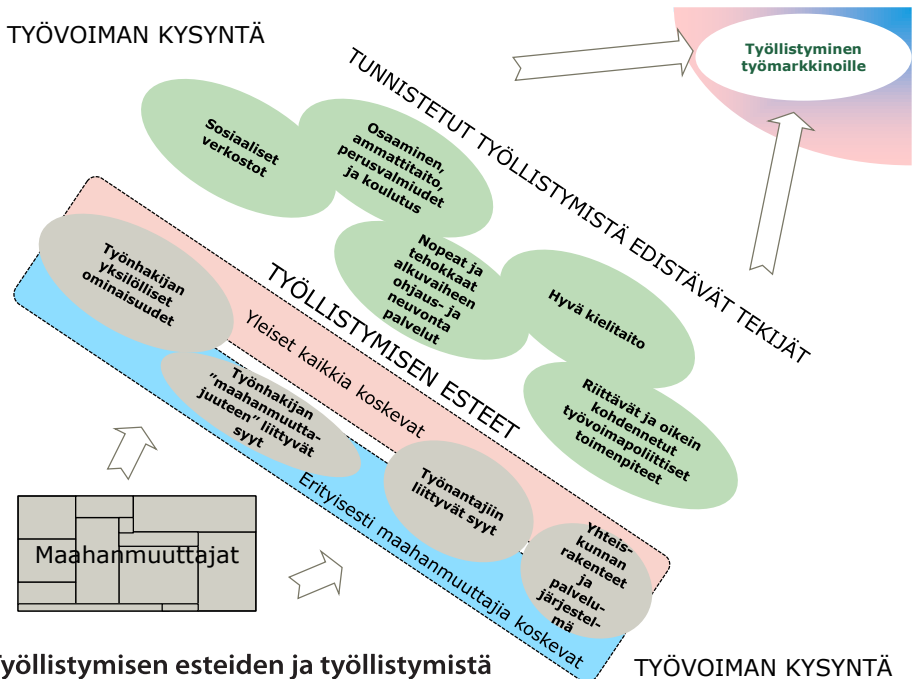 TYÖVOIMAN KYSYNTÄ
Työllistyminen
työmarkkinoille
TUNNISTETUT TYÖLLISTYMISTÄ EDISTÄVÄT TEKIJÄT
Sosiaaliset
verkostot
Osaaminen,
ammattitaito,
perusvalmiudet
ja koulutus
Nopeat ja
tehokkaat
alkuvaiheen
ohjaus- ja
neuvonta
palvelut
Hyvä kielitaito
Riittävät ja oikein
kohdennetut
työvoimapoliittiset
toimenpiteet
TYÖLLISTYMISEN ESTEET
Yleiset kaikkia koskevat
Työnhakijan
yksilölliset
ominaisuudet
Työnhakijan
”maahanmuutta-
juuteen” liittyvät
syyt
Työnantajiin
liittyvät syyt
Yhteis-
kunnan
rakenteet
ja
palvelu-
järjestel-
mä
Erityisesti maahanmuuttajia koskevat
Maahanmuuttajat
Työllistymisen esteiden ja työllistymistä
TYÖVOIMAN KYSYNTÄ